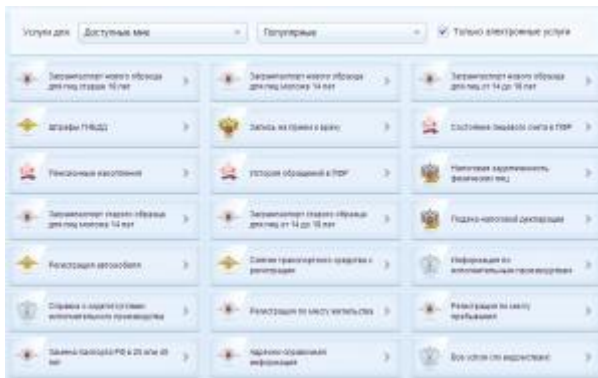 Услуги для: Доступные мне Популярные Только электронные услуги
Загранпаспорт нового образца
для лиц старше 18 лет
Загранпаспорт нового образца
для лиц моложе 14 лет
Загранпаспорт нового образца
для лиц от 14 до 18 лет
Штрафы ГИБДД
Запись на прием к врачу
Состояние лицевого счета в ПФР
Пенсионные накопления
История обращений в ПФР
Налоговая задолженность
физических лиц
Загранпаспорт старого образца
для лиц моложе 14 лет
Загранпаспорт старого образца
для лиц от 14 до 18 лет
Подача налоговой декларации
Регистрация автомобиля
Снятие транспортного средства с
регистрации
Информация по
исполнительным производствам
Справка о
исполнительного производства
Регистрация по месту жительства
Регистрация по месту
пребывания
Замена паспорта РФ в 20 или 45
лет
Адресно-справочная
информация
Все услуги (по ведомствам)